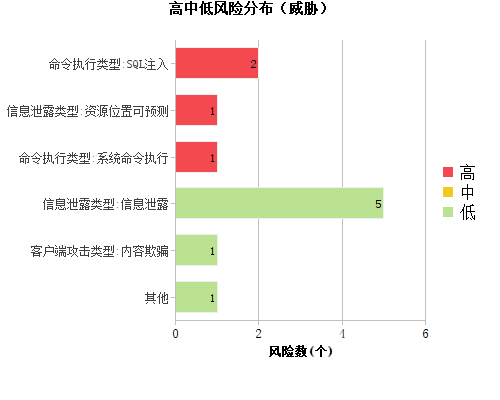 高中低风险分布（威胁）
命令执行类型:SQL注入
2
信息泄露类型:资源位置可预测
1
命令执行类型:系统命令执行
1
信息泄露类型:信息泄露
5
客户端攻击类型:内容欺骗
1
其他
1
0 2 4 6
风险数(个)
高
中
低